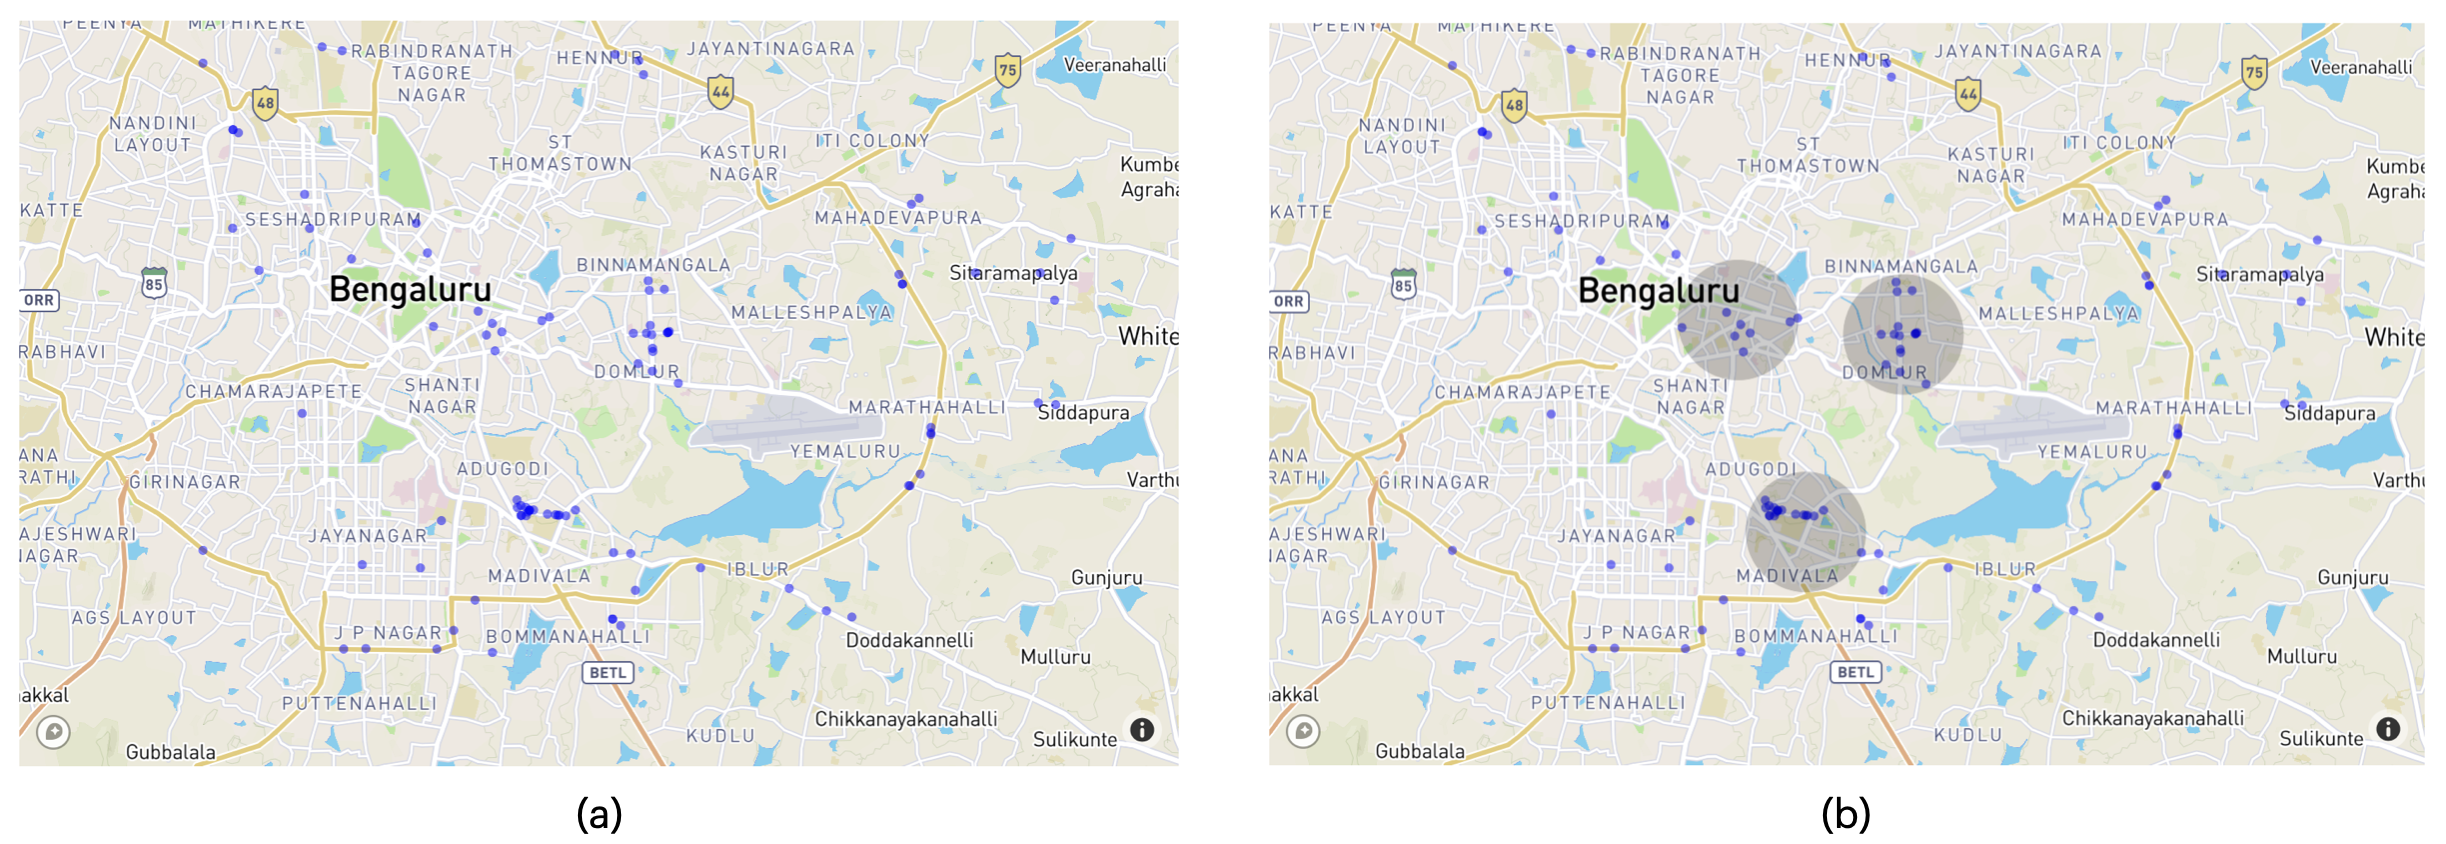 PEENYA
MATHIKERE
RABINDRANATH
TAGORE
NAGAR
HENNUR
JAYANTINAGARA
75
Veeranahalli
44
48
NANDINI
LAYOUT
ST
THOMASTOWN
ITI COLONY
KASTURI
NAGAR
Kumbe
Agraha
KATTE
SESHADRIPURAM
MAHADEVAPURA
BINNAMANGALA
Sitaramapalya
85
Bengaluru
ORR
MALLESHPALYA
White
RABHAVI
DOMLUR
CHAMARAJAPETE
SHANTI
NAGAR
MARATHAHALLI
Siddapura
ANA
RATHI
ADUGODI
YEMALURU
GIRINAGAR
Varthu
AJESHWARI
NAGAR
JAYANAGAR
MADIVALA
IBLUR
Gunjuru
AGS LAYOUT
J P NAGAR
BOMMANAHALLI
Doddakannelli
Mulluru
BETL
akkal
PUTTENAHALLI
Chikkanayakanahalli
KUDLU
Sulikunte
Gubbalala
(a)
PEENYA
MATHIKERE
RABINDRANATH
TAGORE
NAGAR
HENNUR
JAYANTINAGARA
75
Veeranahalli
44
48
NANDINI
LAYOUT
ST
THOMASTOWN
ITI COLONY
KASTURI
NAGAR
Kumbe
Agraha
KATTE
SESHADRIPURAM
MAHADEVAPURA
BINNAMANGALA
Sitaramapalya
85
Bengaluru
ORR
MALLESHPALYA
White
RABHAVI
DOMLUR
CHAMARAJAPETE
SHANTI
NAGAR
MARATHAHALLI
Siddapura
ANA
RATHI
ADUGODI
YEMALURU
GIRINAGAR
Varthu
AJESHWARI
NAGAR
JAYANAGAR
MADIVALA
IBLUR
Gunjuru
AGS LAYOUT
J P NAGAR
BOMMANAHALLI
Doddakannelli
Mulluru
BETL
akkal
PUTTENAHALLI
Chikkanayakanahalli
KUDLU
Sulikunte
Gubbalala
(b)